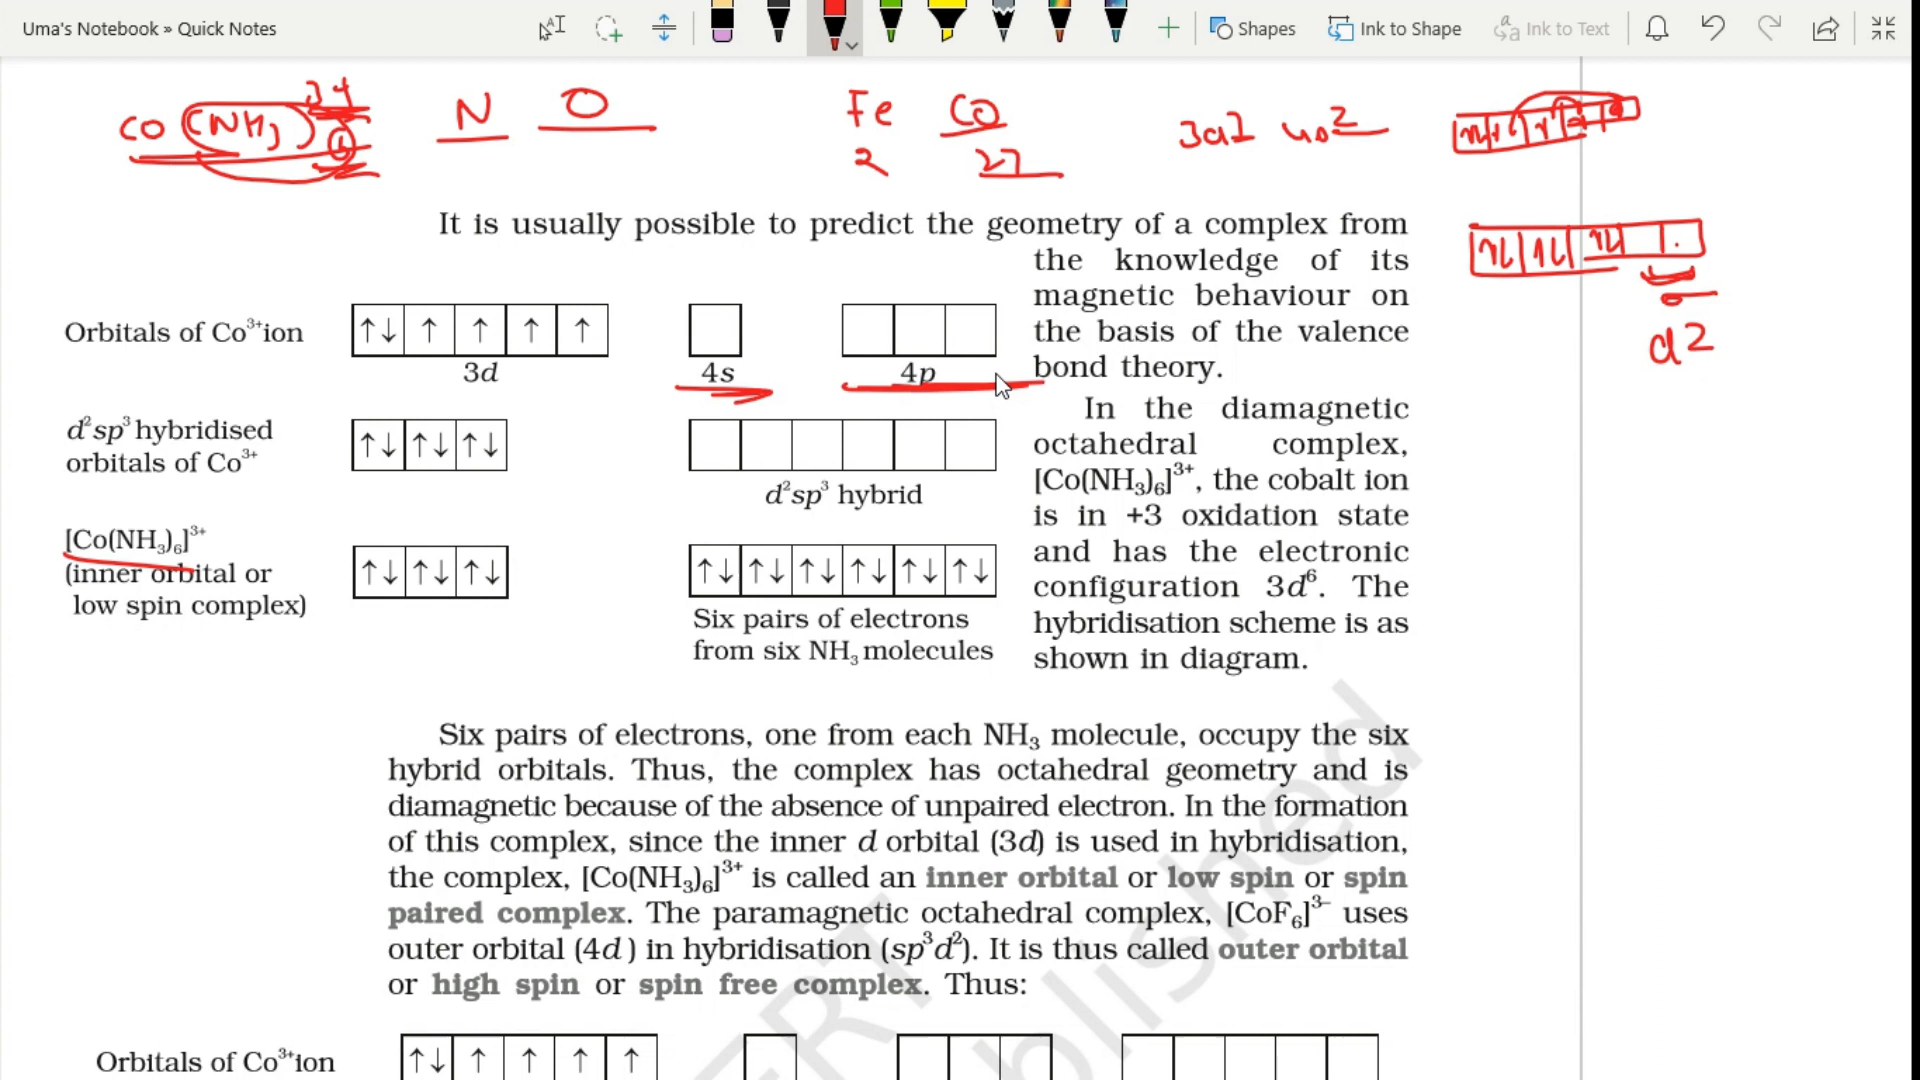 Uma's Notebook » Quick Notes
Shapes
Ink to Shape
Ink to Text
CO (NH3) 3+ 6
N O
Fe CO
2 27
3d7 4s2
It is usually possible to predict the geometry of a complex from
the knowledge of its
magnetic behaviour on
the basis of the valence
bond theory.
Orbitals of Co³⁺ion
↑↓ ↑ ↑ ↑ ↑
3d
4s
4p
d²sp³ hybridised
orbitals of Co³⁺
↑↓ ↑↓ ↑↓
d²sp³ hybrid
[Co(NH₃)₆]³⁺
(inner orbital or
low spin complex)
↑↓ ↑↓ ↑↓
↑↓ ↑↓ ↑↓ ↑↓ ↑↓ ↑↓
Six pairs of electrons
from six NH₃ molecules
In the diamagnetic
octahedral complex,
[Co(NH₃)₆]³⁺, the cobalt ion
is in +3 oxidation state
and has the electronic
configuration 3d⁶. The
hybridisation scheme is as
shown in diagram.
d2
Six pairs of electrons, one from each NH₃ molecule, occupy the six
hybrid orbitals. Thus, the complex has octahedral geometry and is
diamagnetic because of the absence of unpaired electron. In the formation
of this complex, since the inner d orbital (3d) is used in hybridisation,
the complex, [Co(NH₃)₆]³⁺ is called an inner orbital or low spin or spin
paired complex. The paramagnetic octahedral complex, [CoF₆]³⁻ uses
outer orbital (4d ) in hybridisation (sp³d²). It is thus called outer orbital
or high spin or spin free complex. Thus:
Orbitals of Co³⁺ion
↑↓ ↑ ↑ ↑ ↑